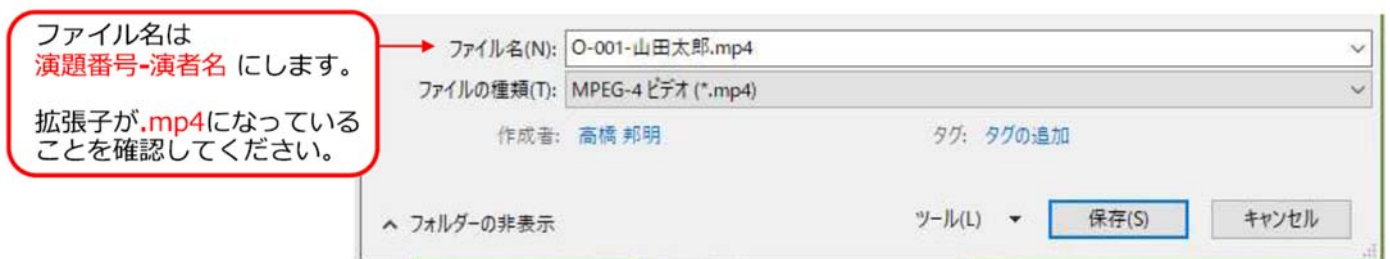 ファイル名は
演題番号-演者名 にします。
拡張子が.mp4になっている
ことを確認してください。
ファイル名(N): O-001-山田太郎.mp4
ファイルの種類(T): MPEG-4 ビデオ (*.mp4)
作成者: 高橋 邦明 タグ: タグの追加
フォルダーの非表示 ツール(L) 保存(S) キャンセル